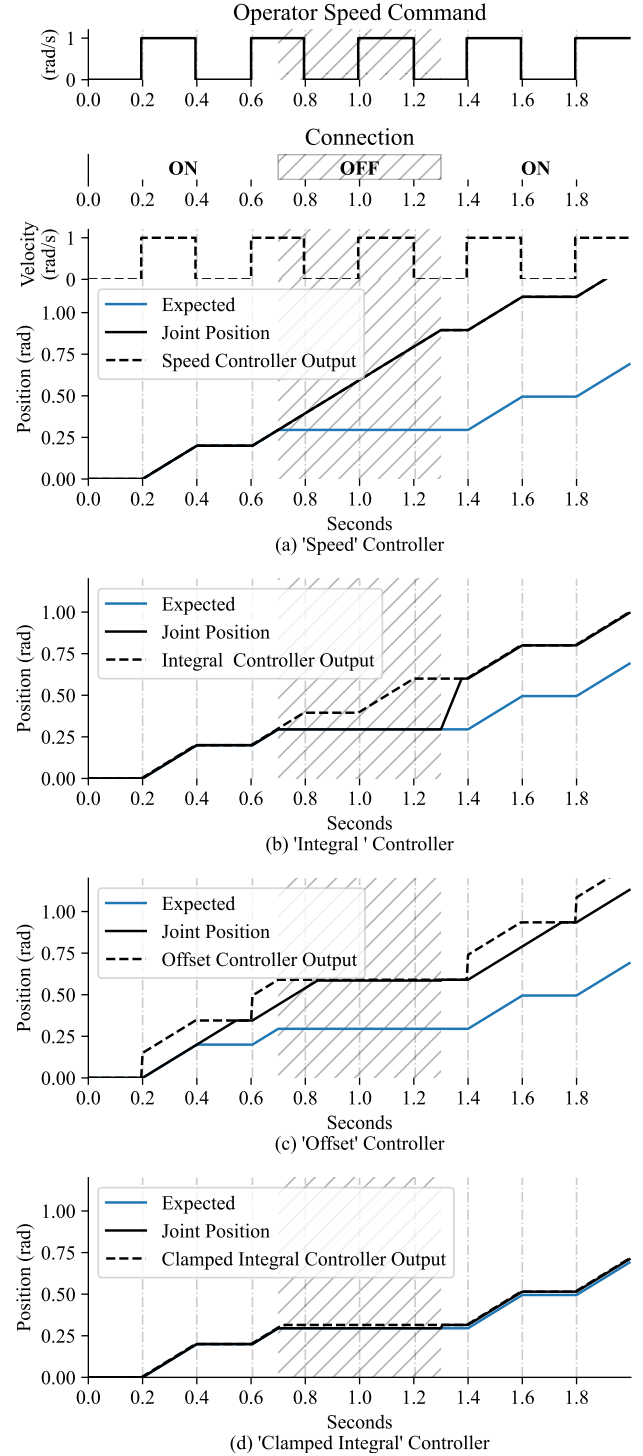 Operator Speed Command
(rad/s)
1
0
0.0 0.2 0.4 0.6 0.8 1.0 1.2 1.4 1.6 1.8
Connection
ON OFF ON
0.0 0.2 0.4 0.6 0.8 1.0 1.2 1.4 1.6 1.8
Velocity
(rad/s)
1
0
Expected
Joint Position
Speed Controller Output
Position (rad)
1.00
0.75
0.50
0.25
0.00
0.0 0.2 0.4 0.6 0.8 1.0 1.2 1.4 1.6 1.8
Seconds
(a) 'Speed' Controller
Expected
Joint Position
Integral  Controller Output
Position (rad)
1.00
0.75
0.50
0.25
0.00
0.0 0.2 0.4 0.6 0.8 1.0 1.2 1.4 1.6 1.8
Seconds
(b) 'Integral ' Controller
Expected
Joint Position
Offset Controller Output
Position (rad)
1.00
0.75
0.50
0.25
0.00
0.0 0.2 0.4 0.6 0.8 1.0 1.2 1.4 1.6 1.8
Seconds
(c) 'Offset' Controller
Expected
Joint Position
Clamped Integral Controller Output
Position (rad)
1.00
0.75
0.50
0.25
0.00
0.0 0.2 0.4 0.6 0.8 1.0 1.2 1.4 1.6 1.8
Seconds
(d) 'Clamped Integral' Controller